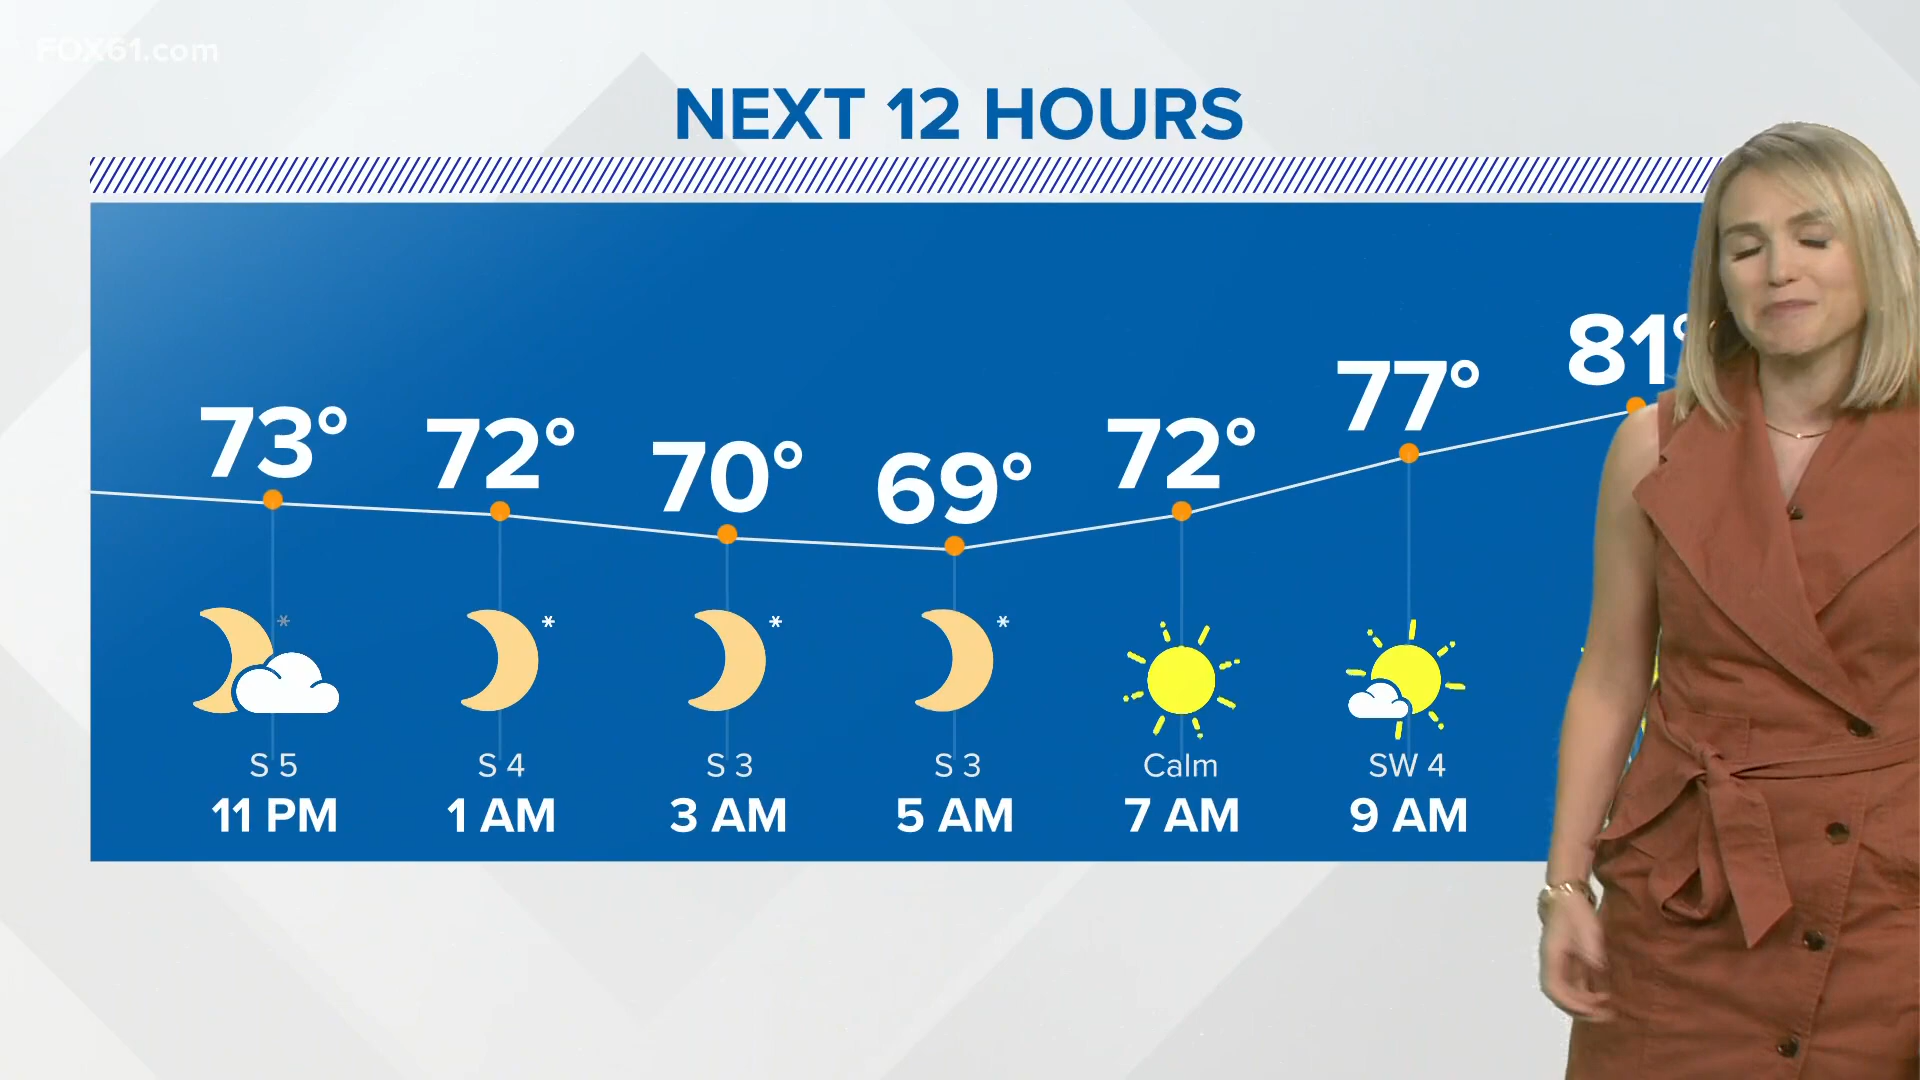 FOX61.com
NEXT 12 HOURS
73° 72° 70° 69° 72° 77° 81°
S 5 S 4 S 3 S 3 Calm SW 4
11 PM 1 AM 3 AM 5 AM 7 AM 9 AM